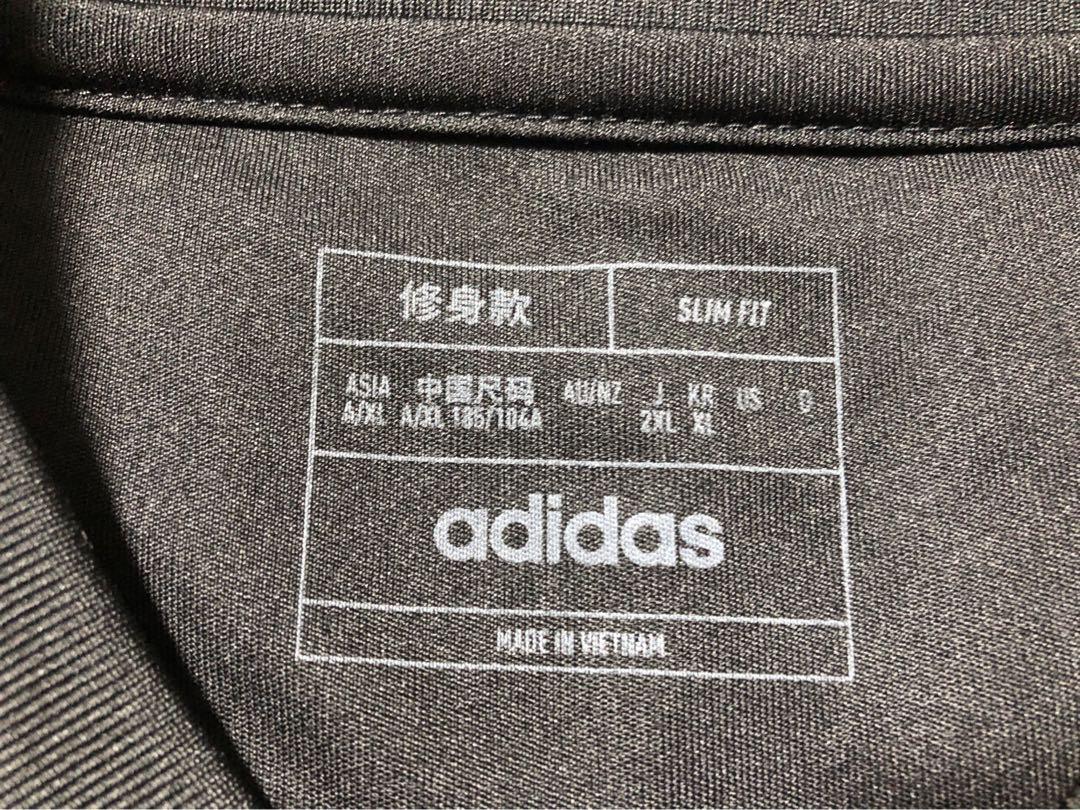 修身款 SLIM FIT
ASIA 中国尺码 AU/NZ J KR US
A/XL A/XL 185/104A 2XL XL
adidas
MADE IN VIETNAM